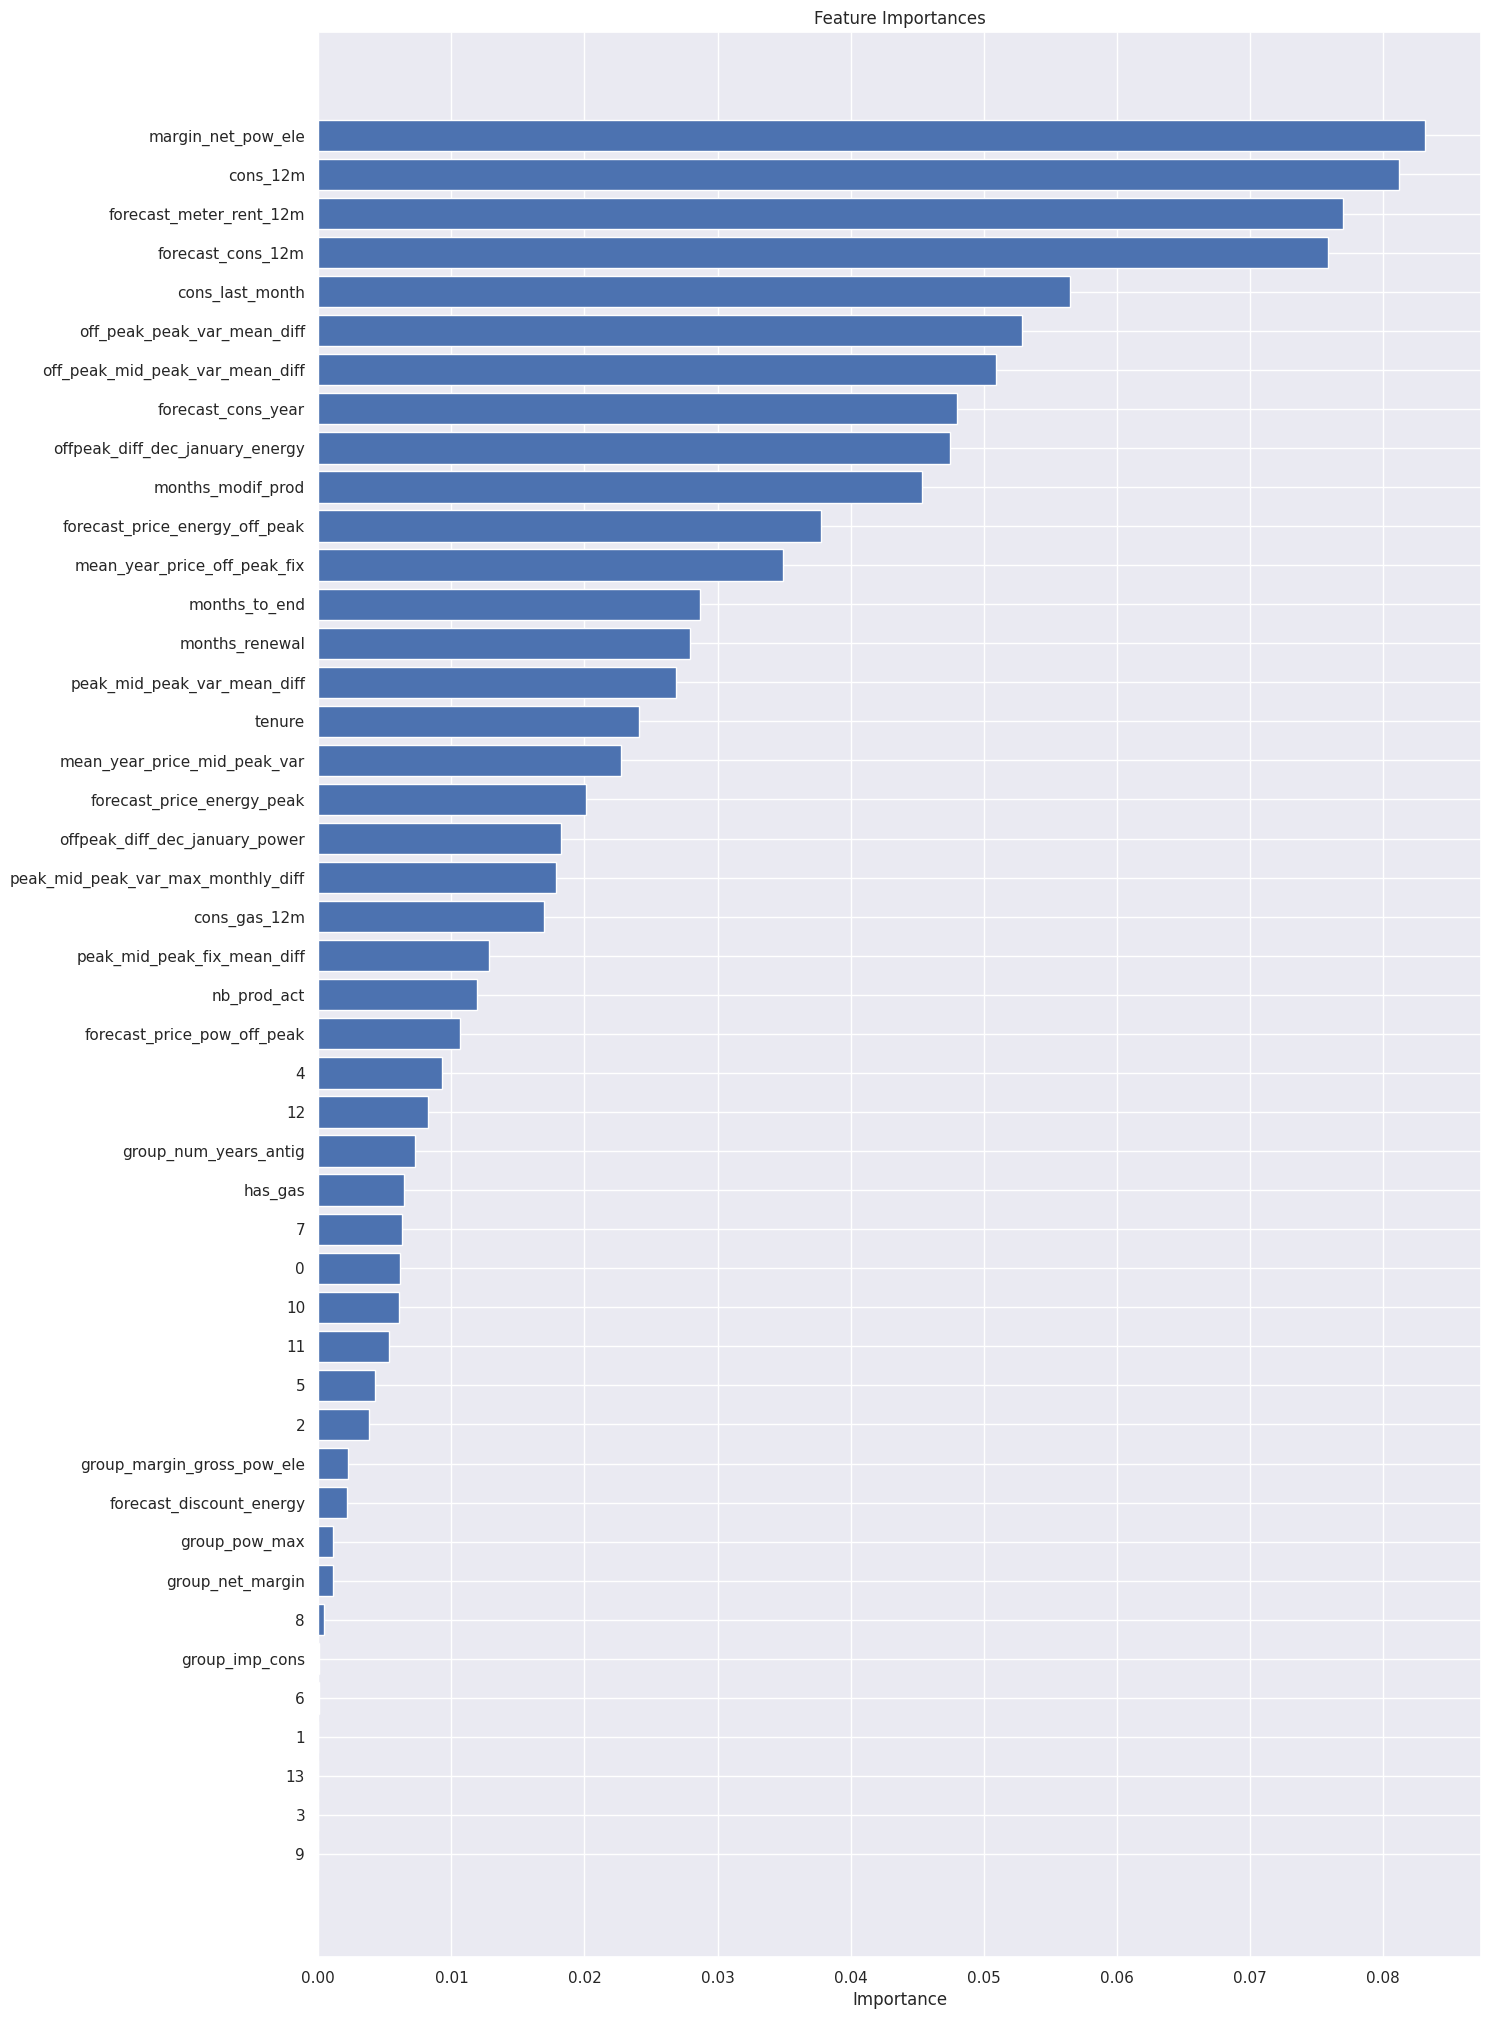 Feature Importances
margin_net_pow_ele
cons_12m
forecast_meter_rent_12m
forecast_cons_12m
cons_last_month
off_peak_peak_var_mean_diff
off_peak_mid_peak_var_mean_diff
forecast_cons_year
offpeak_diff_dec_january_energy
months_modif_prod
forecast_price_energy_off_peak
mean_year_price_off_peak_fix
months_to_end
months_renewal
peak_mid_peak_var_mean_diff
tenure
mean_year_price_mid_peak_var
forecast_price_energy_peak
offpeak_diff_dec_january_power
peak_mid_peak_var_max_monthly_diff
cons_gas_12m
peak_mid_peak_fix_mean_diff
nb_prod_act
forecast_price_pow_off_peak
4
12
group_num_years_antig
has_gas
7
0
10
11
5
2
group_margin_gross_pow_ele
forecast_discount_energy
group_pow_max
group_net_margin
8
group_imp_cons
6
1
13
3
9
0.00 0.01 0.02 0.03 0.04 0.05 0.06 0.07 0.08
Importance